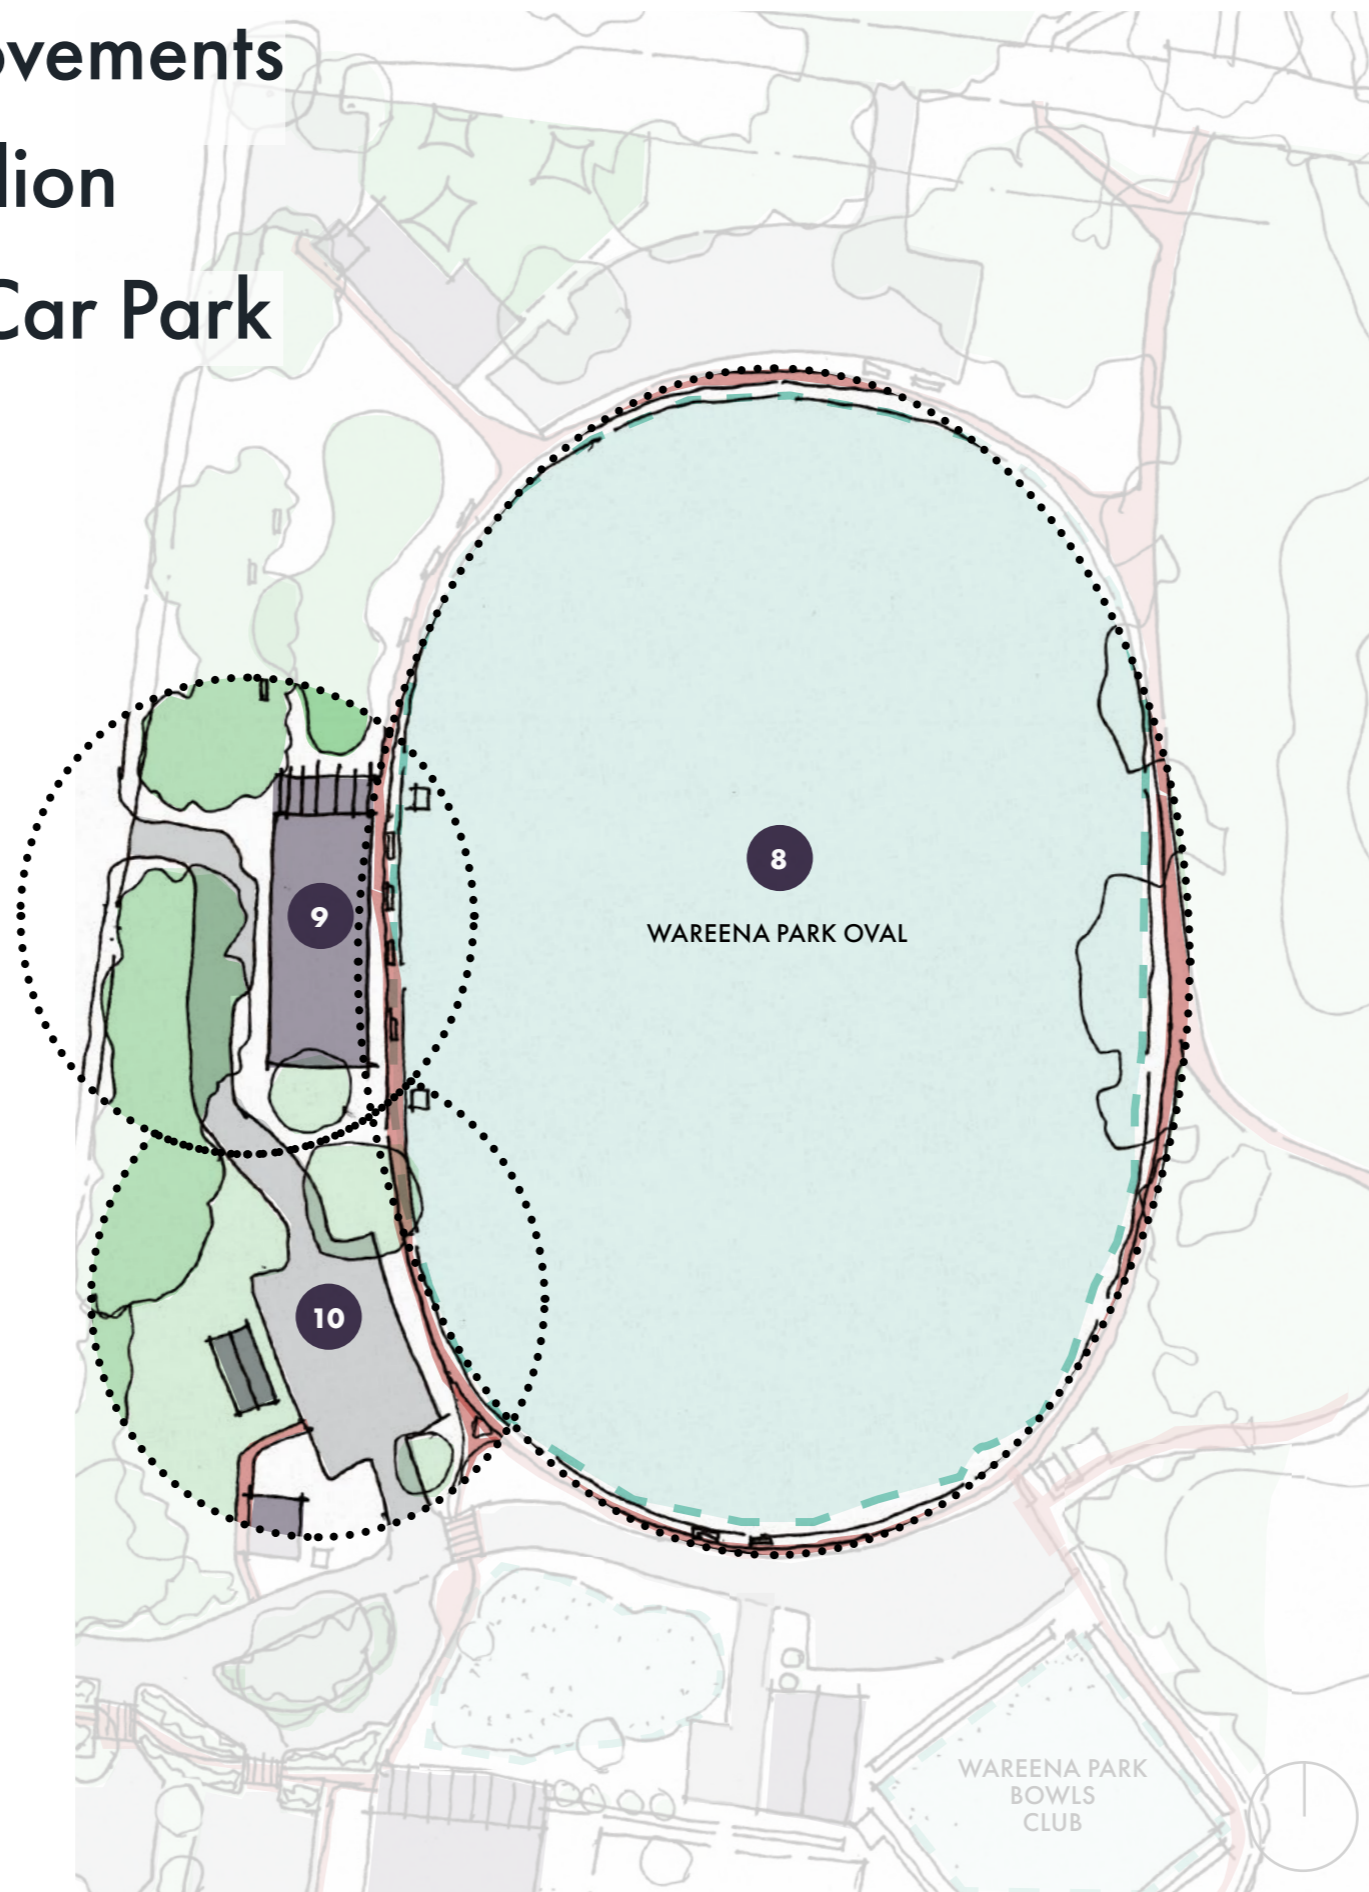 ovements
lion
Car Park
8
WAREENA PARK OVAL
9
10
WAREENA PARK
BOWLS
CLUB